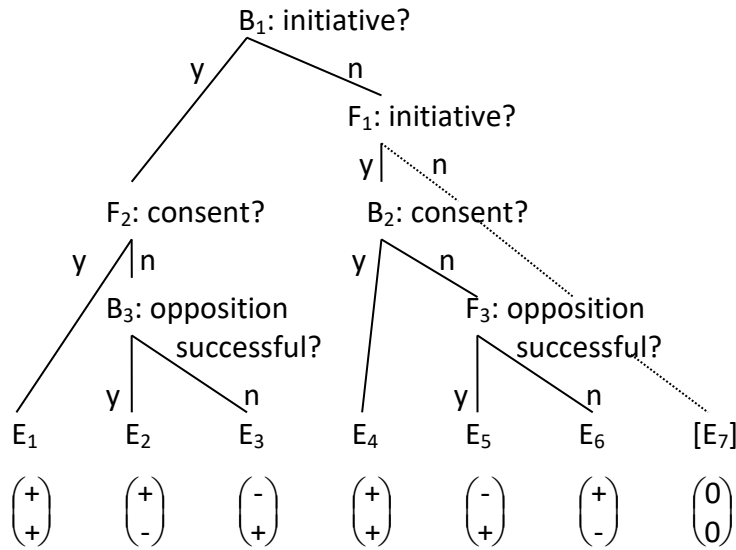 B₁: initiative?
y n
F₁: initiative?
y n
F₂: consent? B₂: consent?
y n y n
B₃: opposition successful? F₃: opposition successful?
y n y n
E₁ E₂ E₃ E₄ E₅ E₆ [E₇]
+ + - + - + 0
+ - + + + - 0